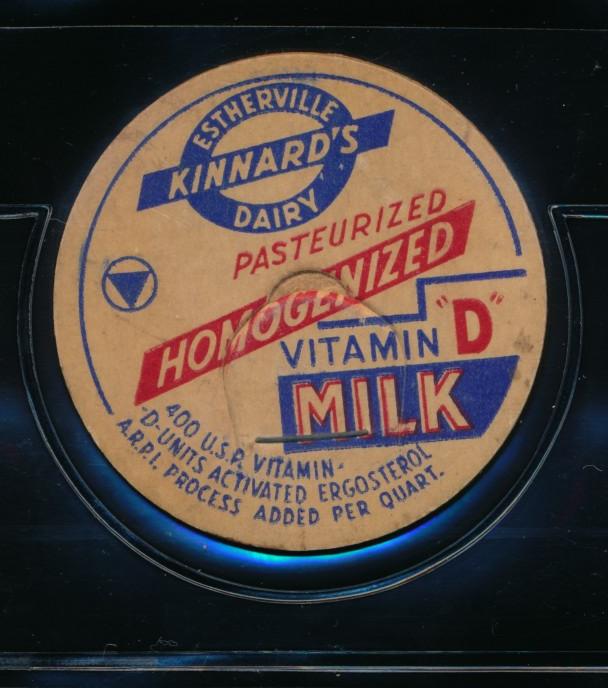 ESTHERVILLE
KINNARD'S
DAIRY
PASTEURIZED
HOMOGENIZED
VITAMIN "D"
MILK
400 U.S.P. VITAMIN-
-D-UNITS ACTIVATED ERGOSTEROL
A.R.P.I. PROCESS ADDED PER QUART.